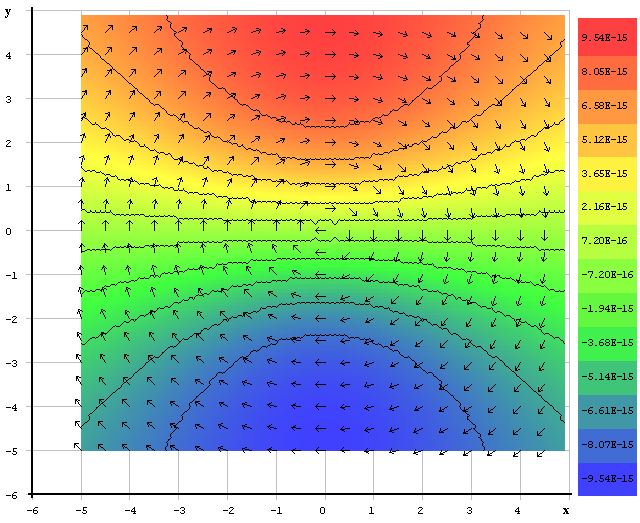 y
4
3
2
1
0
-1
-2
-3
-4
-5
-6
-6 -5 -4 -3 -2 -1 0 1 2 3 4 x
9.54E-15
8.05E-15
6.58E-15
5.12E-15
3.65E-15
2.16E-15
7.20E-16
-7.20E-16
-1.94E-15
-3.68E-15
-5.14E-15
-6.61E-15
-8.07E-15
-9.54E-15